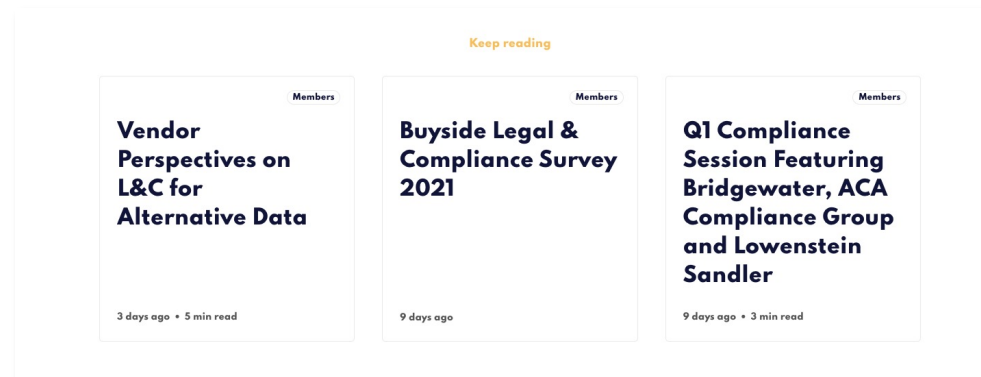 Keep reading
Members
Vendor
Perspectives on
L&C for
Alternative Data
3 days ago • 5 min read
Members
Buyside Legal &
Compliance Survey
2021
9 days ago
Members
Q1 Compliance
Session Featuring
Bridgewater, ACA
Compliance Group
and Lowenstein
Sandler
9 days ago • 3 min read